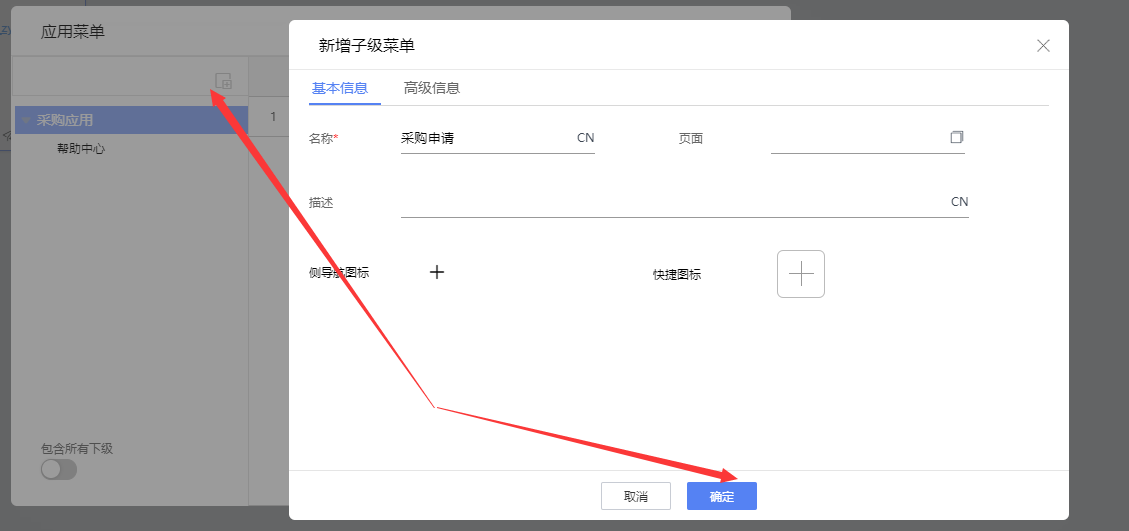 zy
应用菜单
新增子级菜单
基本信息 高级信息
采购应用
1
帮助中心
名称* 采购申请 CN 页面
描述 CN
侧导航图标 快捷图标
包含所有下级
取消 确定